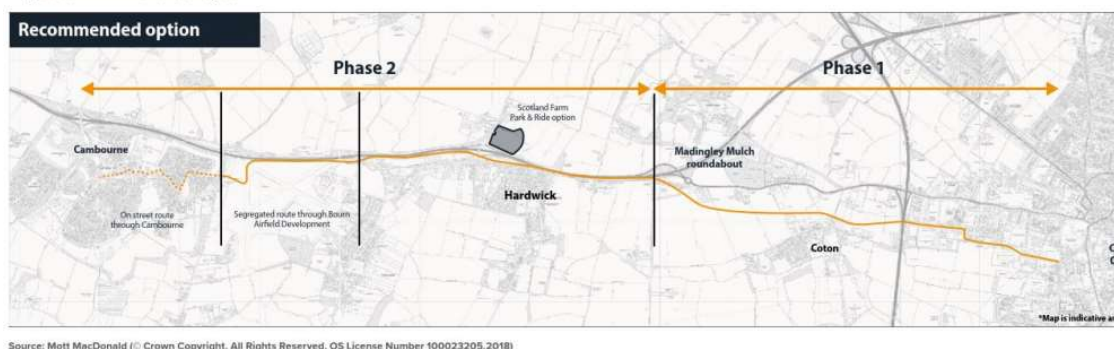 Recommended option
Phase 2
Phase 1
Scotland Farm
Park & Ride option
Cambourne
Madingley Mulch
roundabout
On street route
through Cambourne
Segregated route through Bourn
Airfield Development
Hardwick
Coton
*Map is indicative
Source: Mott MacDonald (© Crown Copyright. All Rights Reserved. OS License Number 100023205.2018)